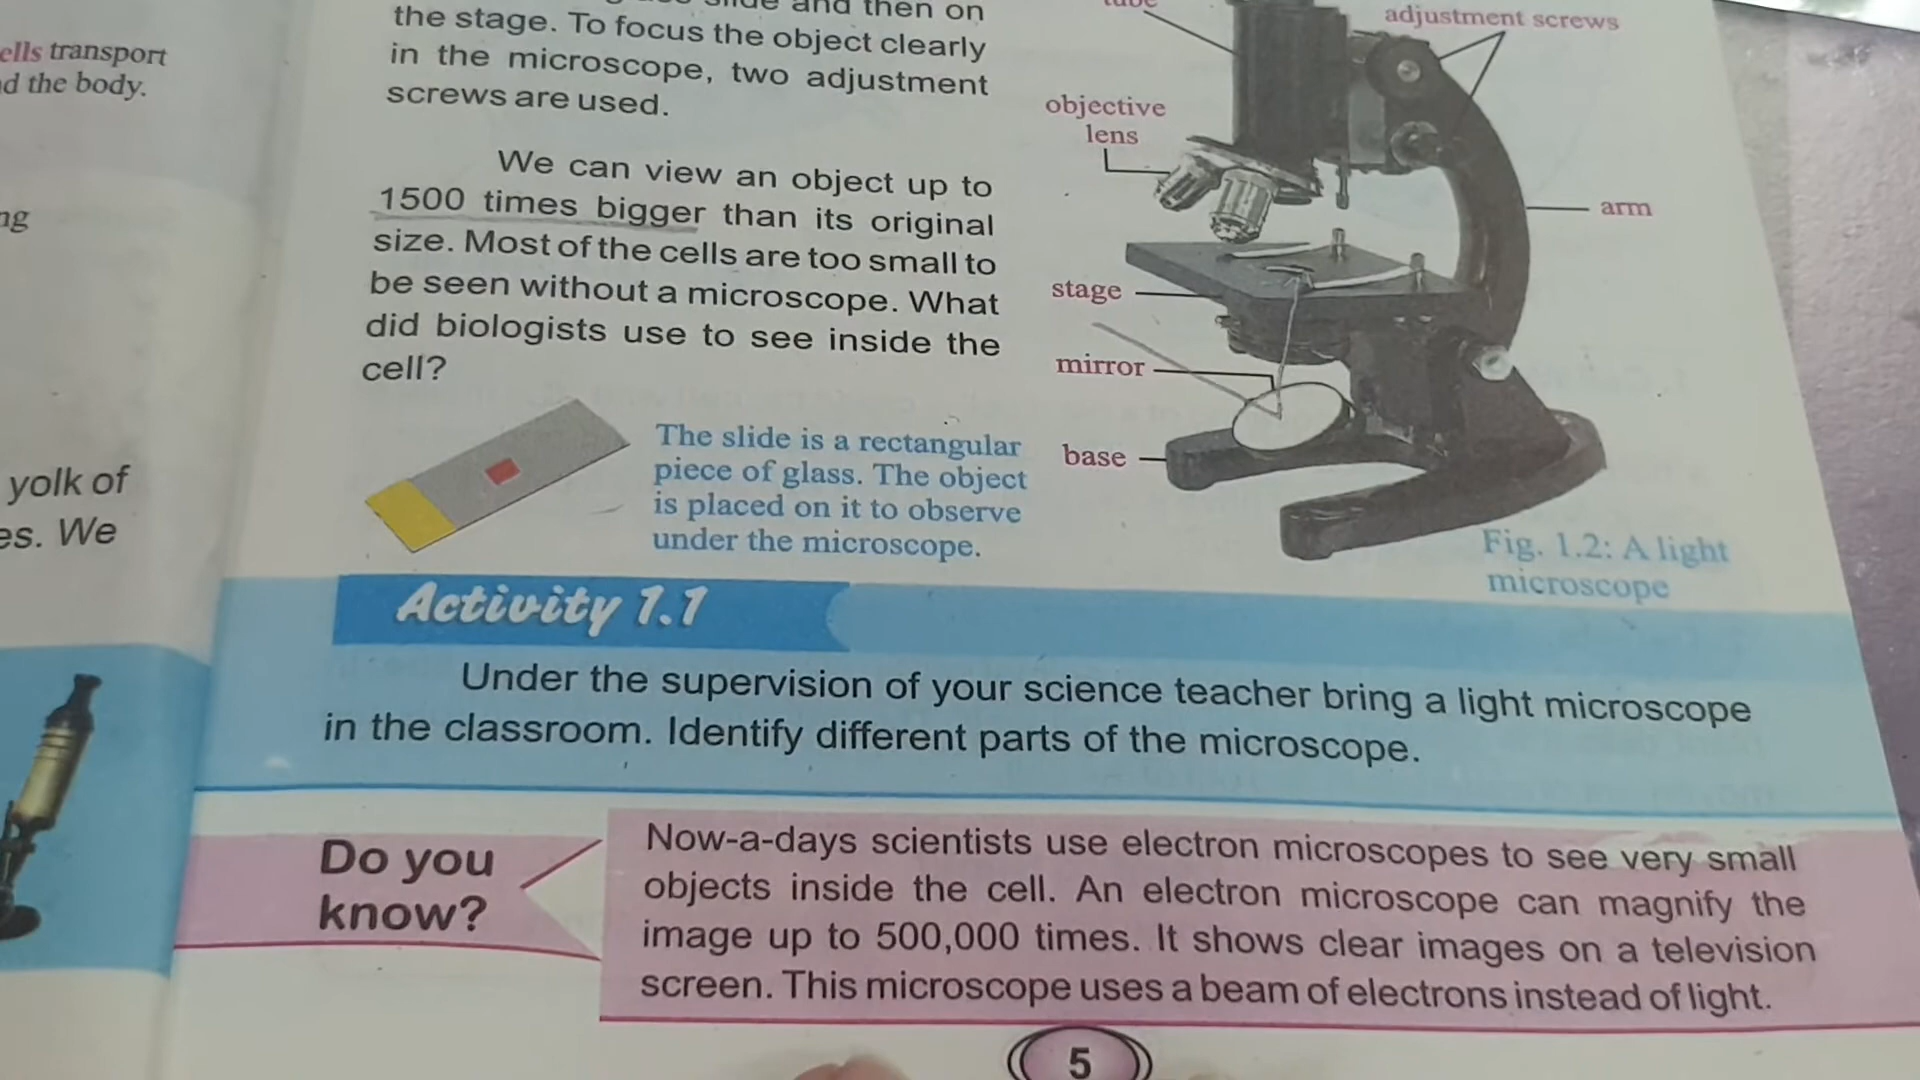 ells transport
d the body.
yolk of
es. We
and then on
the stage. To focus the object clearly
in the microscope, two adjustment
screws are used.
We can view an object up to
1500 times bigger than its original
size. Most of the cells are too small to
be seen without a microscope. What
did biologists use to see inside the
cell?
The slide is a rectangular
piece of glass. The object
is placed on it to observe
under the microscope.
tube
adjustment screws
objective
lens
arm
stage
mirror
base
Fig. 1.2: A light
microscope
Activity 1.1
Under the supervision of your science teacher bring a light microscope
in the classroom. Identify different parts of the microscope.
Do you
know?
Now-a-days scientists use electron microscopes to see very small
objects inside the cell. An electron microscope can magnify the
image up to 500,000 times. It shows clear images on a television
screen. This microscope uses a beam of electrons instead of light.
5